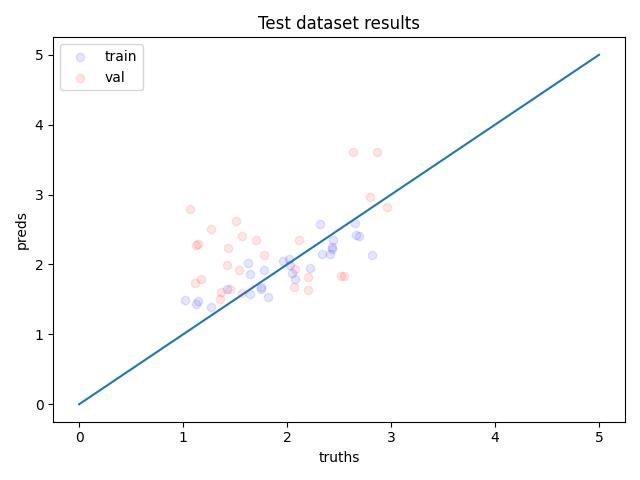 Test dataset results
train
val
5
4
3
2
1
0
preds
0 1 2 3 4 5
truths